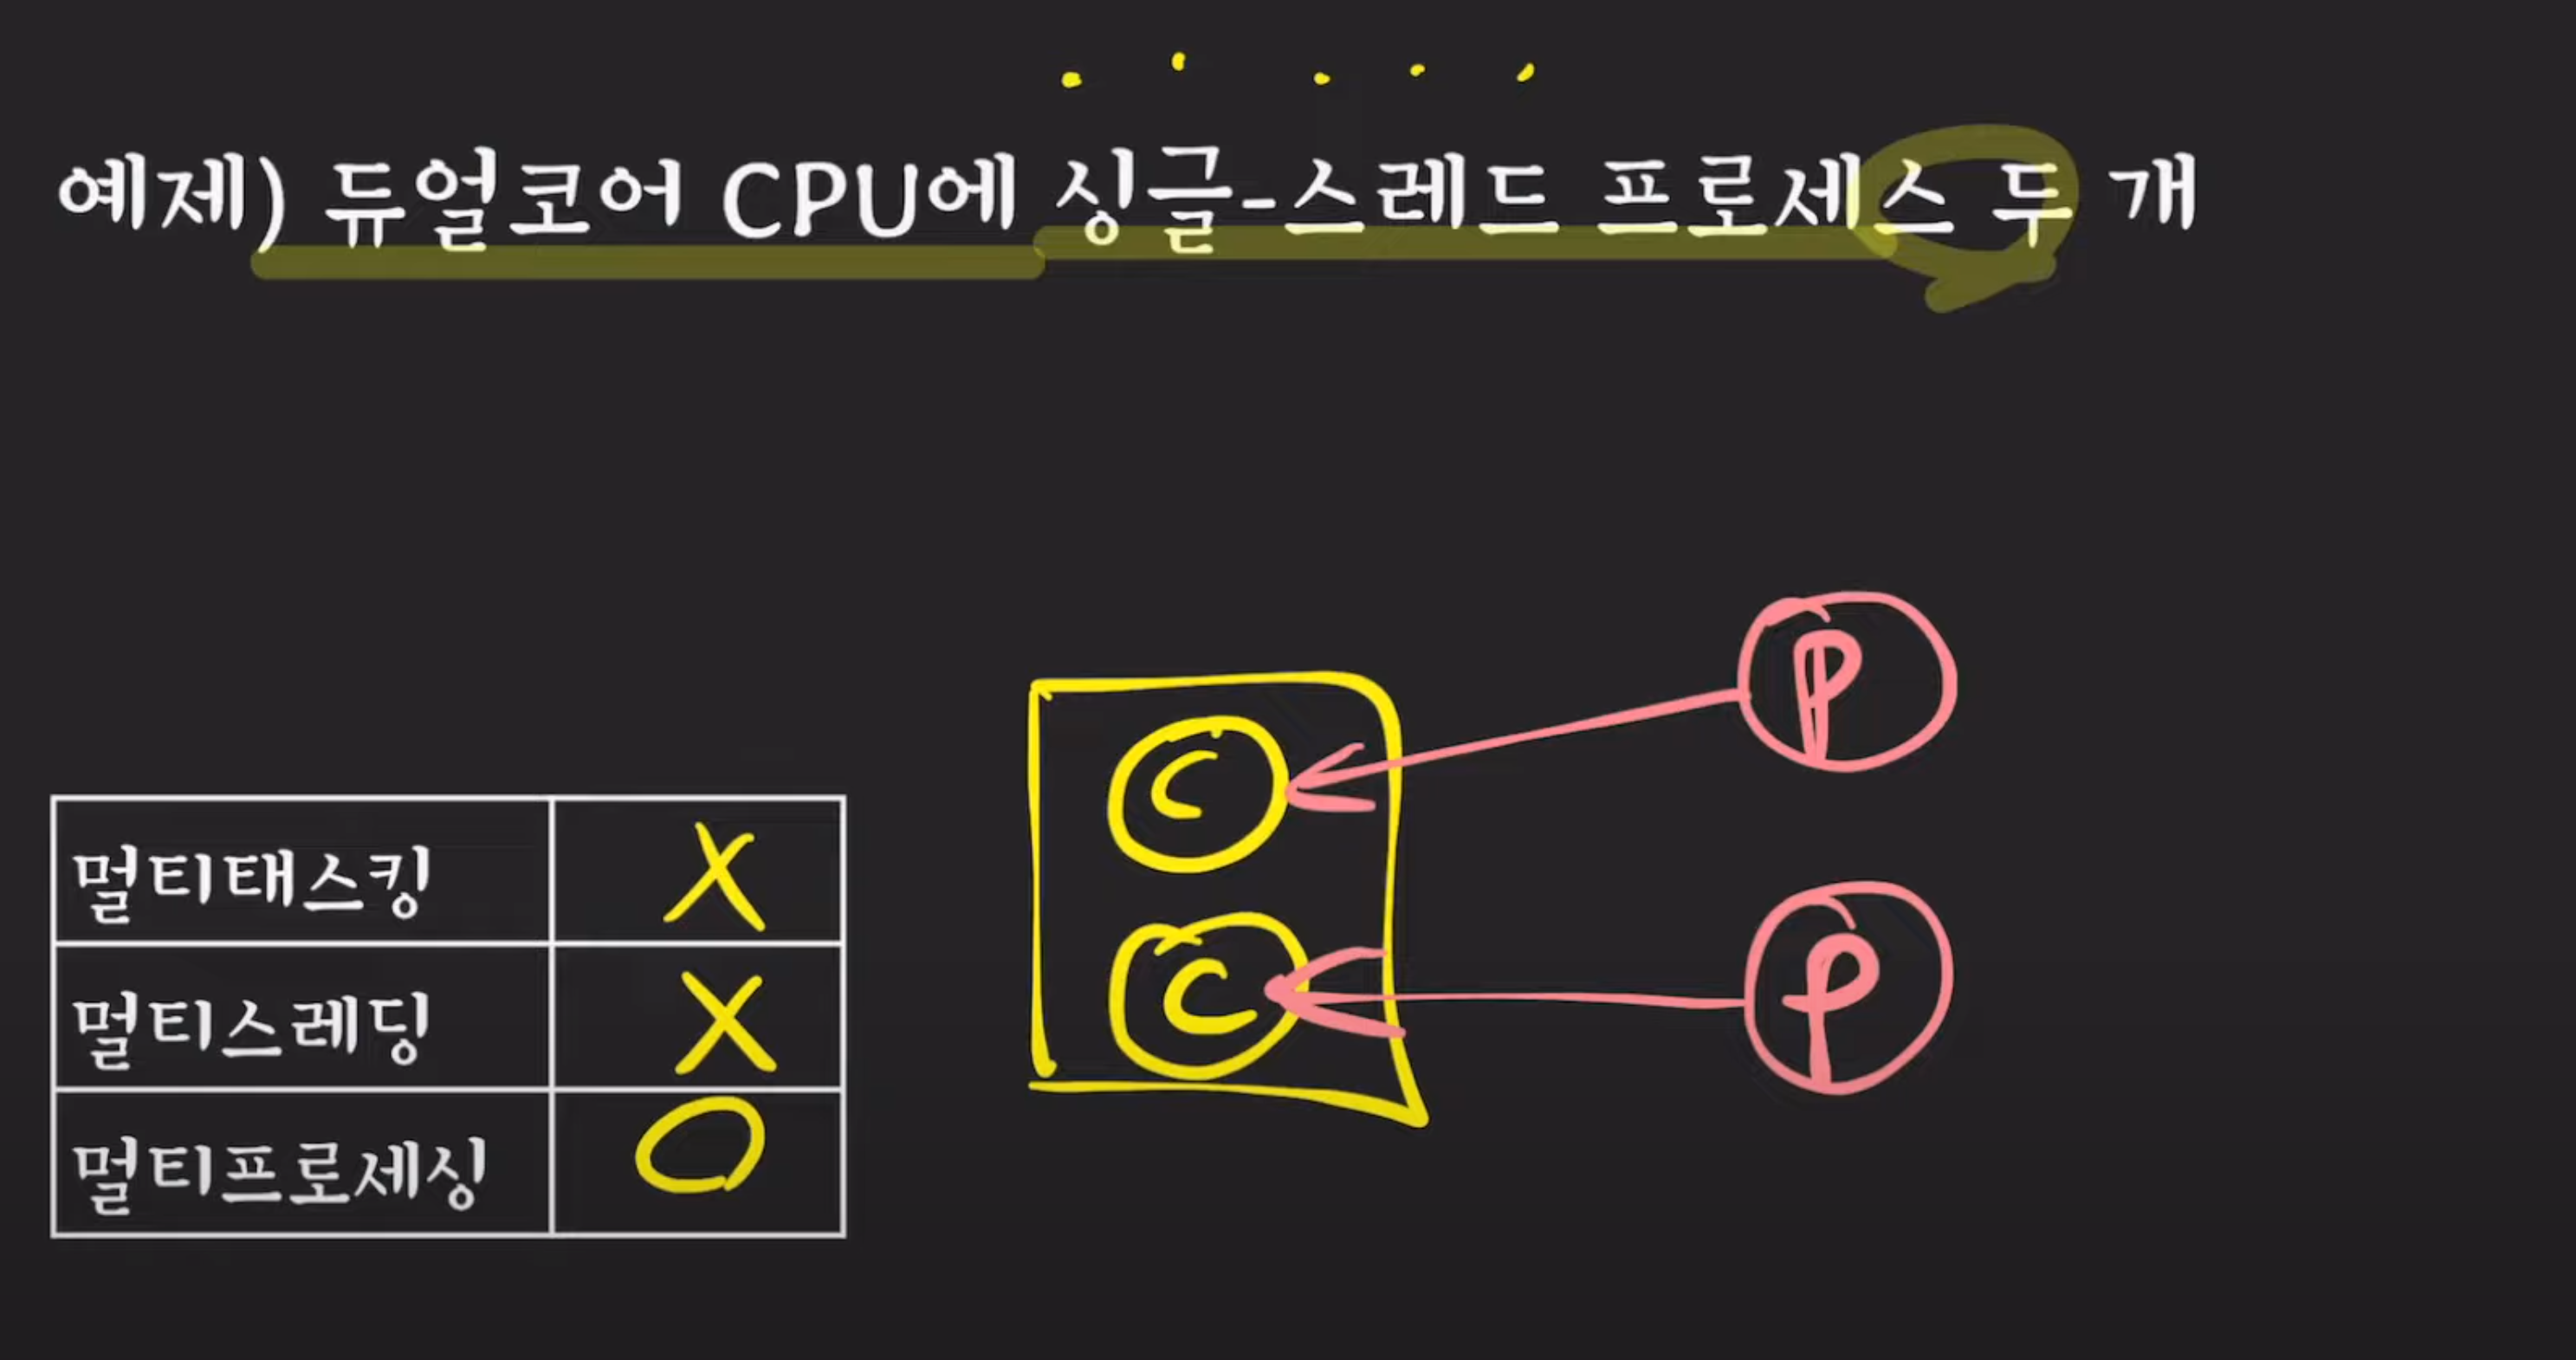 예제) 듀얼코어 CPU에 싱글-스레드 프로세스 두 개
P
C
C
P
멀티태스킹 X
멀티스레딩 X
멀티프로세싱 O